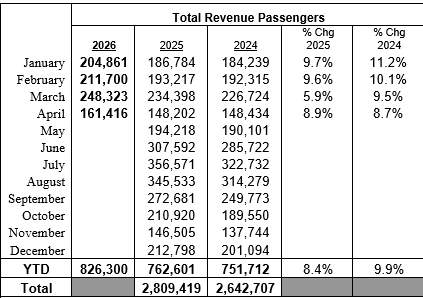 Total Revenue Passengers
2026 2025 2024 % Chg 2025 % Chg 2024
January 204,861 186,784 184,239 9.7% 11.2%
February 211,700 193,217 192,315 9.6% 10.1%
March 248,323 234,398 226,724 5.9% 9.5%
April 161,416 148,202 148,434 8.9% 8.7%
May 194,218 190,101
June 307,592 285,722
July 356,571 322,732
August 345,533 314,279
September 272,681 249,773
October 210,920 189,550
November 146,505 137,744
December 212,798 201,094
YTD 826,300 762,601 751,712 8.4% 9.9%
Total 2,809,419 2,642,707